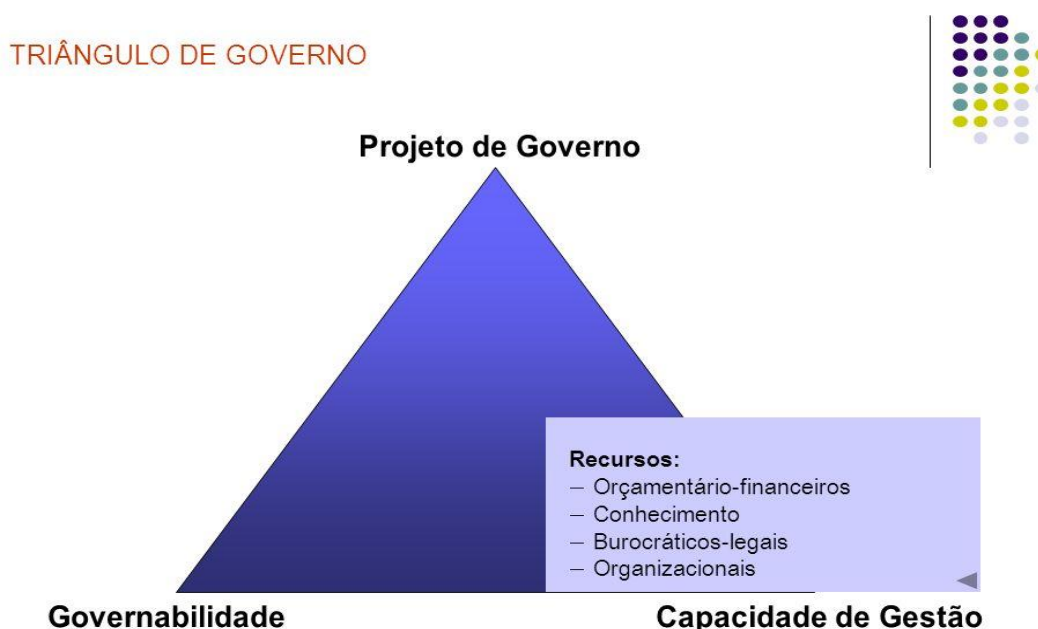 TRIÂNGULO DE GOVERNO
Projeto de Governo
Recursos:
– Orçamentário-financeiros
– Conhecimento
– Burocráticos-legais
– Organizacionais
Governabilidade
Capacidade de Gestão